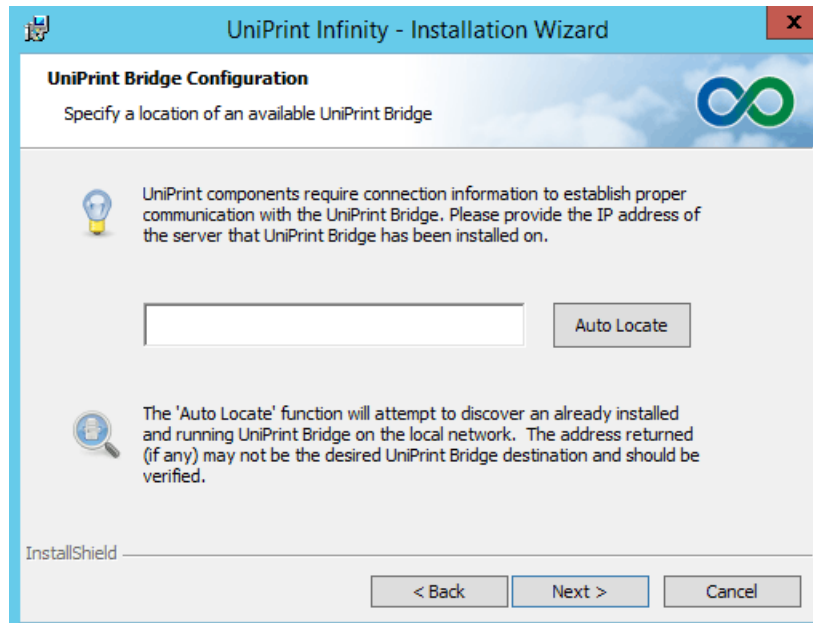 UniPrint Infinity - Installation Wizard
x
UniPrint Bridge Configuration
Specify a location of an available UniPrint Bridge
UniPrint components require connection information to establish proper
communication with the UniPrint Bridge. Please provide the IP address of
the server that UniPrint Bridge has been installed on.
Auto Locate
The 'Auto Locate' function will attempt to discover an already installed
and running UniPrint Bridge on the local network.  The address returned
(if any) may not be the desired UniPrint Bridge destination and should be
verified.
InstallShield
< Back
Next >
Cancel